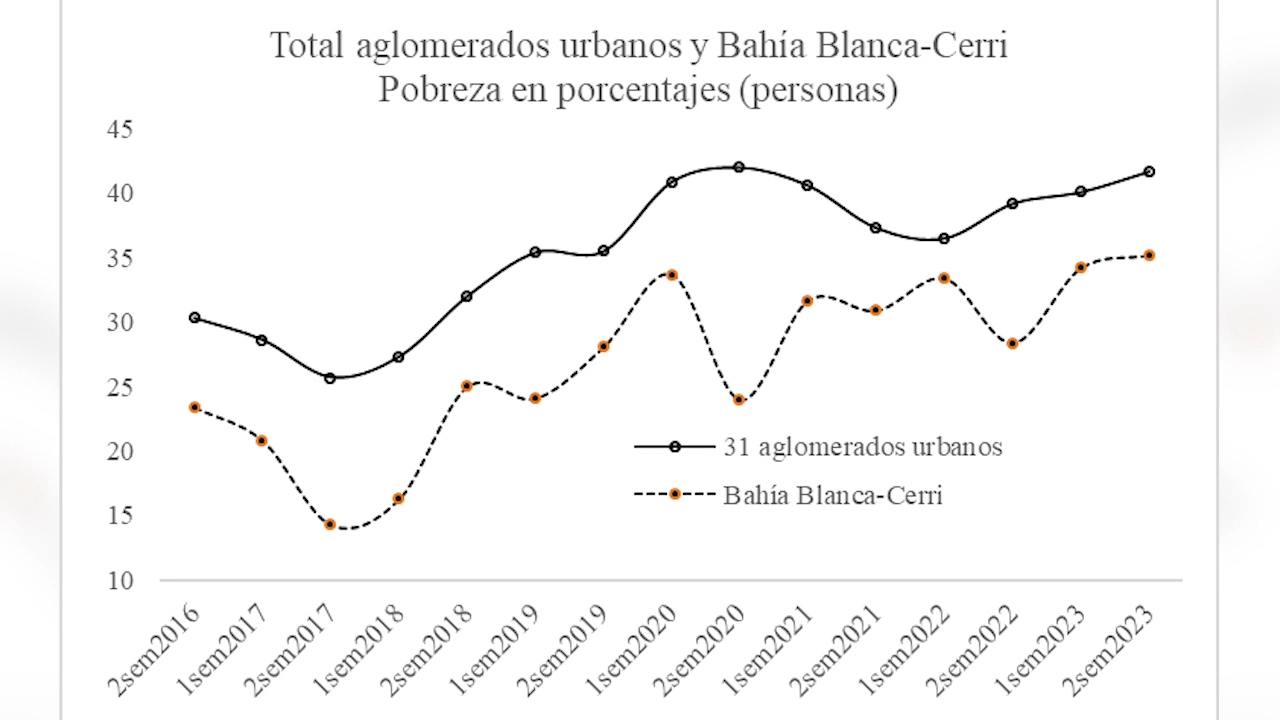 Total aglomerados urbanos y Bahía Blanca-Cerri
Pobreza en porcentajes (personas)
45
40
35
30
25
20
15
10
31 aglomerados urbanos
Bahía Blanca-Cerri
2sem2016
1sem2017
2sem2017
1sem2018
2sem2018
1sem2019
2sem2019
1sem2020
2sem2020
1sem2021
2sem2021
1sem2022
2sem2022
1sem2023
2sem2023